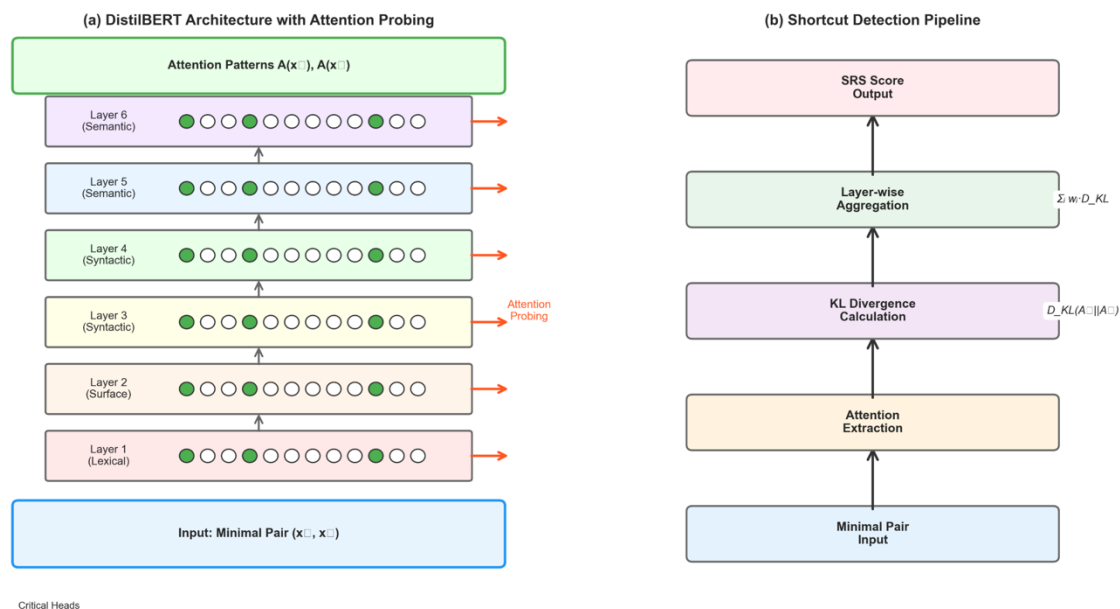 (a) DistilBERT Architecture with Attention Probing
Attention Patterns A(x□), A(x□)
Layer 6
(Semantic)
Layer 5
(Semantic)
Layer 4
(Syntactic)
Layer 3
(Syntactic)
Attention
Probing
Layer 2
(Surface)
Layer 1
(Lexical)
Input: Minimal Pair (x□, x□)
Critical Heads
(b) Shortcut Detection Pipeline
SRS Score
Output
Layer-wise
Aggregation
Σᵢ wᵢ·D_KL
KL Divergence
Calculation
D_KL(A□||A□)
Attention
Extraction
Minimal Pair
Input